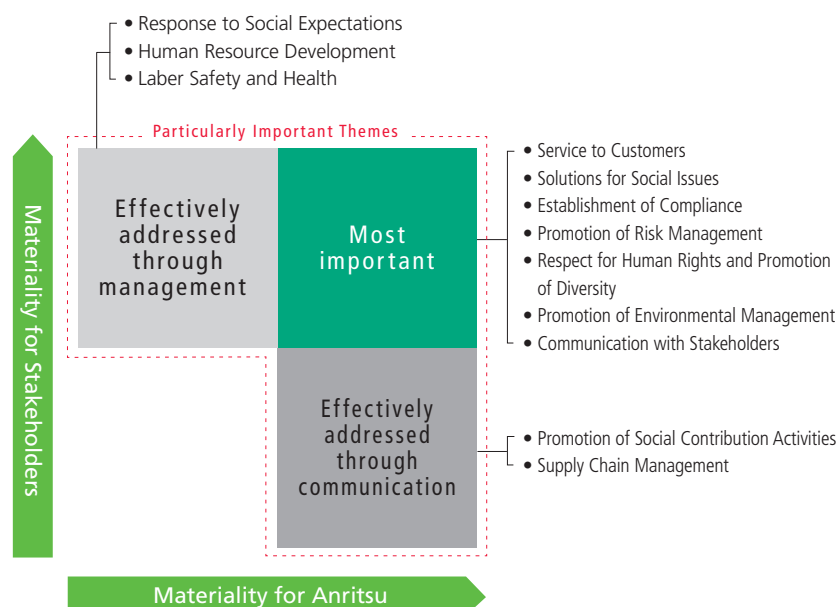 • Response to Social Expectations
• Human Resource Development
• Laber Safety and Health
Particularly Important Themes
Effectively
addressed
through
management
Most
important
• Service to Customers
• Solutions for Social Issues
• Establishment of Compliance
• Promotion of Risk Management
• Respect for Human Rights and Promotion
of Diversity
• Promotion of Environmental Management
• Communication with Stakeholders
Effectively
addressed
through
communication
• Promotion of Social Contribution Activities
• Supply Chain Management
Materiality for Stakeholders
Materiality for Anritsu